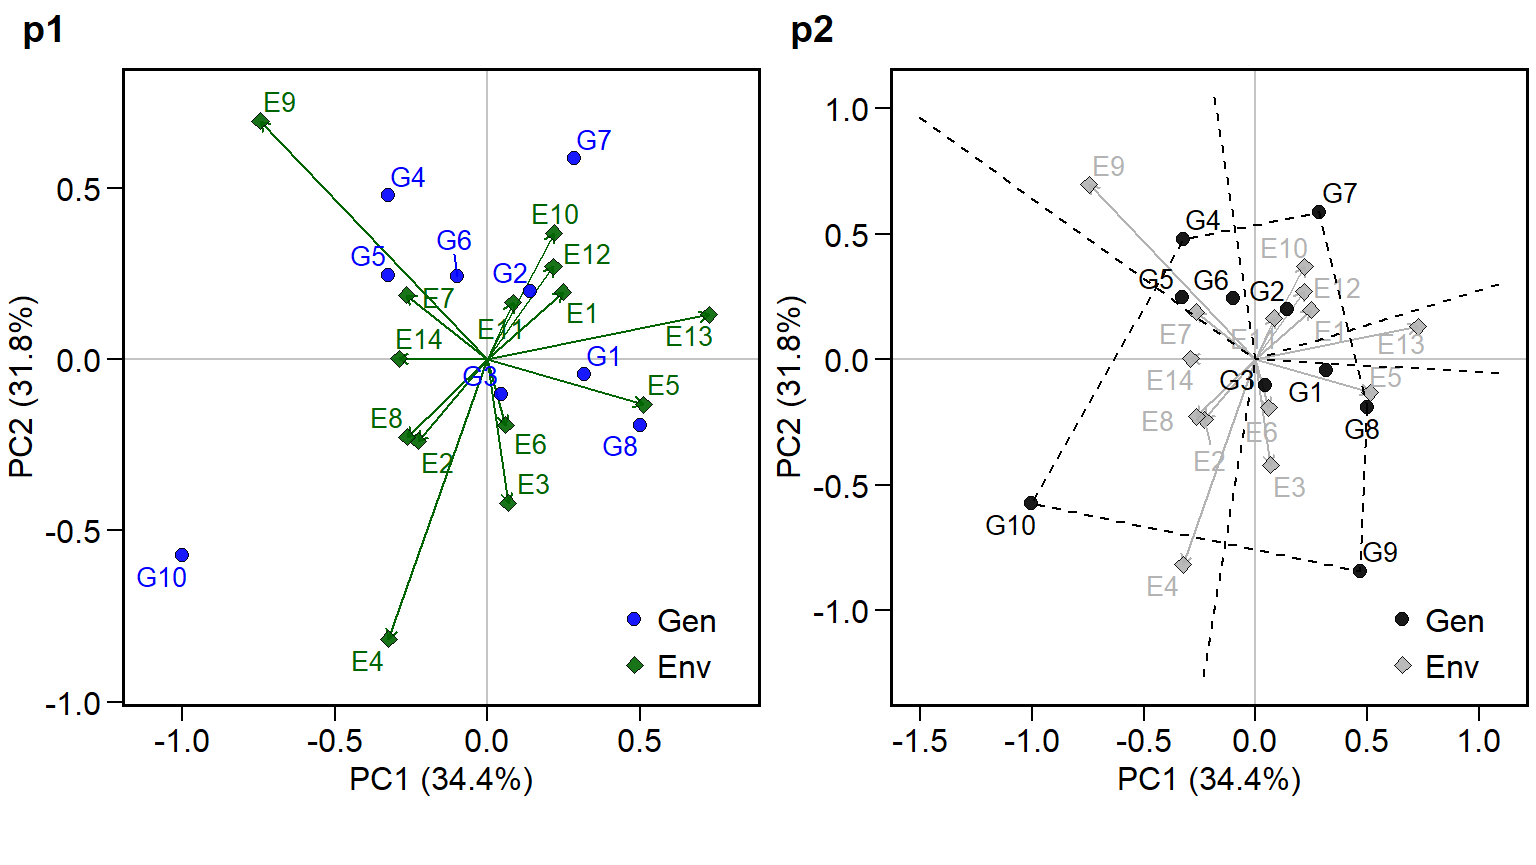 p1
E9
G7
G4
0.5
E10
G6
E12
G5
G2
E7
E1
E11
E13
E14
0.0
G1
G3
E5
E8
E6
G8
E2
E3
-0.5
G10
Gen
E4
Env
-1.0
-1.0 -0.5 0.0 0.5
PC1 (34.4%)
PC2 (31.8%)
p2
1.0
E9
G7
G4
0.5
E10
G5 G6
G2 E12
E7
E11 E1
E13
0.0
E14
G3
G1
E5
E8
E6
G8
E2
-0.5
E3
G10
G9
E4
-1.0
Gen
Env
-1.5 -1.0 -0.5 0.0 0.5 1.0
PC1 (34.4%)
PC2 (31.8%)